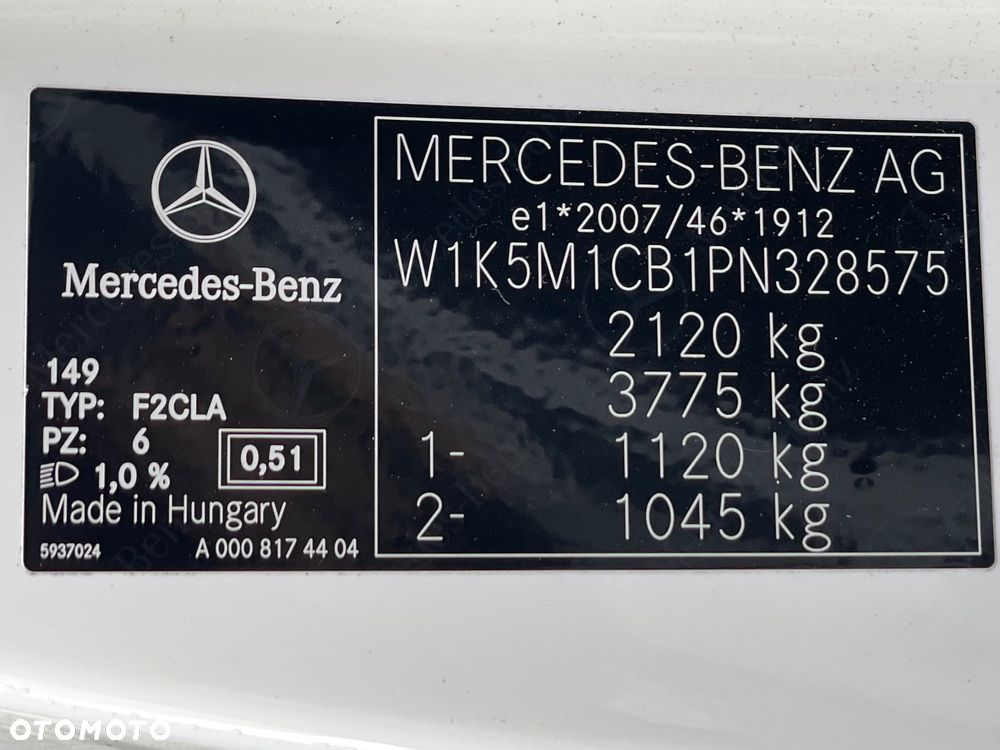 Mercedes-Benz
149
TYP: F2CLA
PZ: 6
1,0 %
0,51
Made in Hungary
5937024 A 000 817 44 04
MERCEDES-BENZ AG
e1*2007/46*1912
W1K5M1CB1PN328575
2120 kg
3775 kg
1- 1120 kg
2- 1045 kg
OTOMOTO